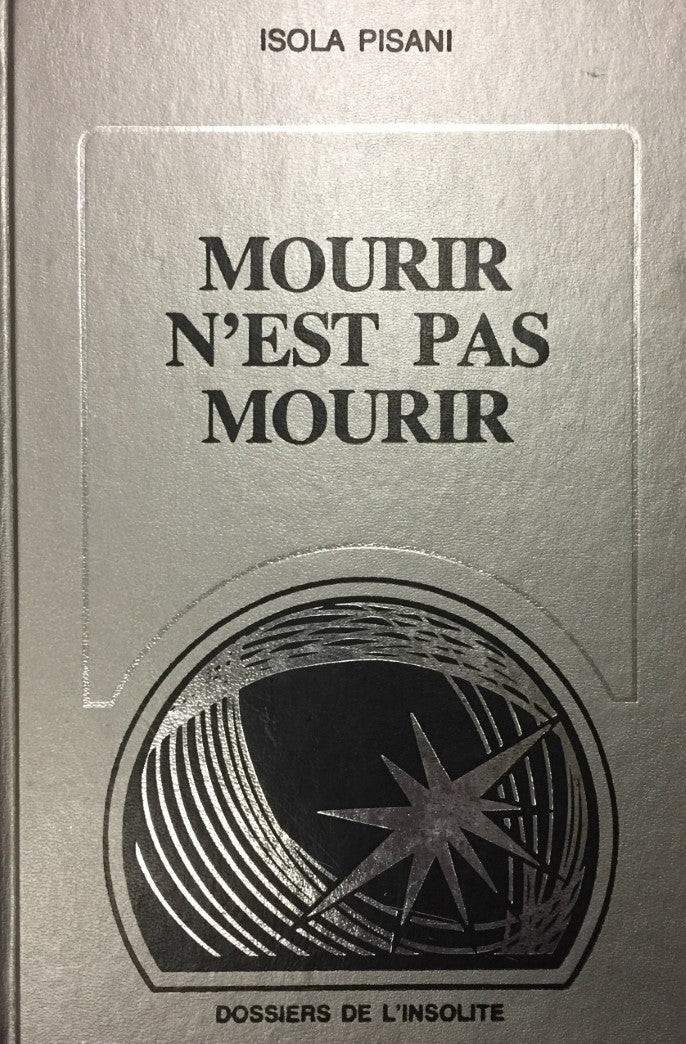 ISOLA PISANI
MOURIR
N'EST PAS
MOURIR
DOSSIERS DE L'INSOLITE